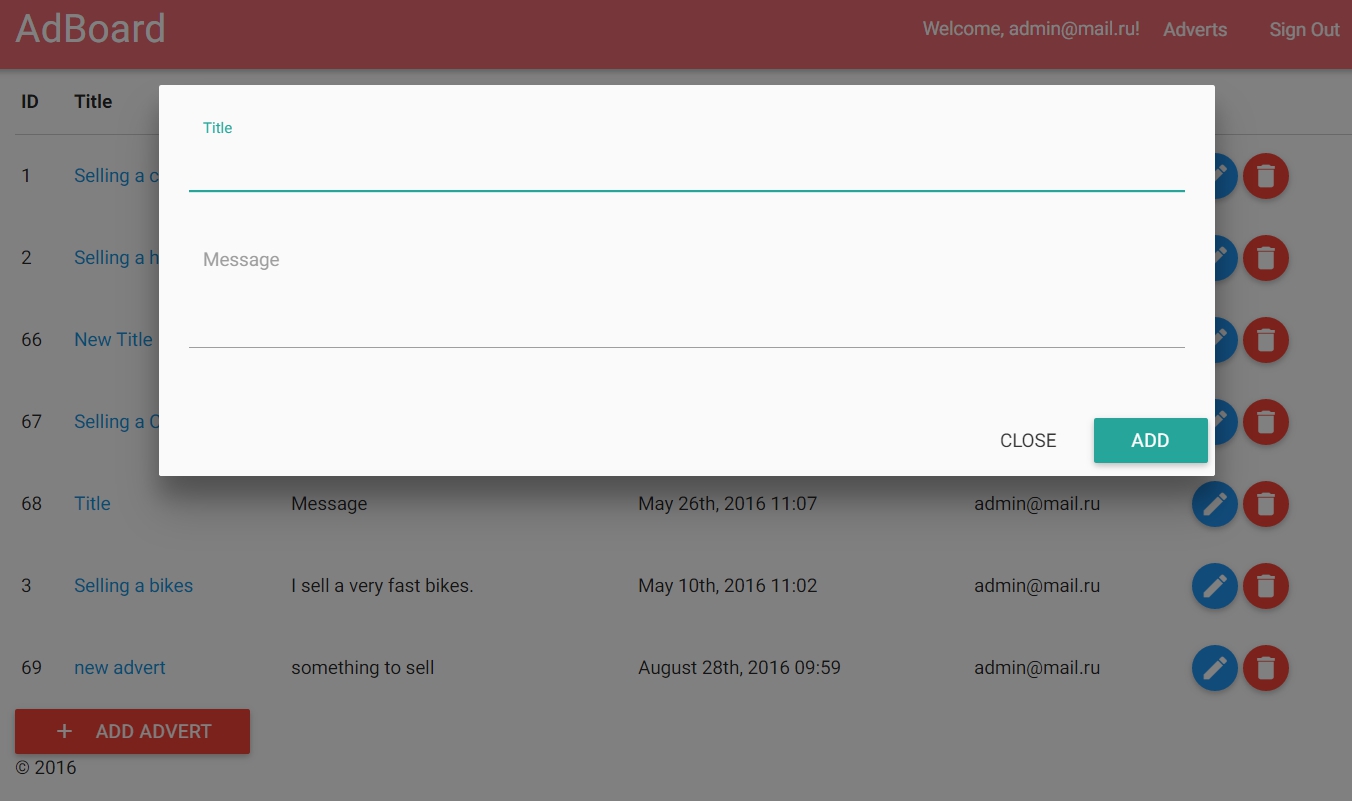 AdBoard
Welcome, admin@mail.ru! Adverts Sign Out
ID Title
Title
1 Selling a
2 Selling a
Message
66 New Title
67 Selling a
CLOSE ADD
68 Title Message May 26th, 2016 11:07 admin@mail.ru
3 Selling a bikes I sell a very fast bikes. May 10th, 2016 11:02 admin@mail.ru
69 new advert something to sell August 28th, 2016 09:59 admin@mail.ru
+ ADD ADVERT
© 2016